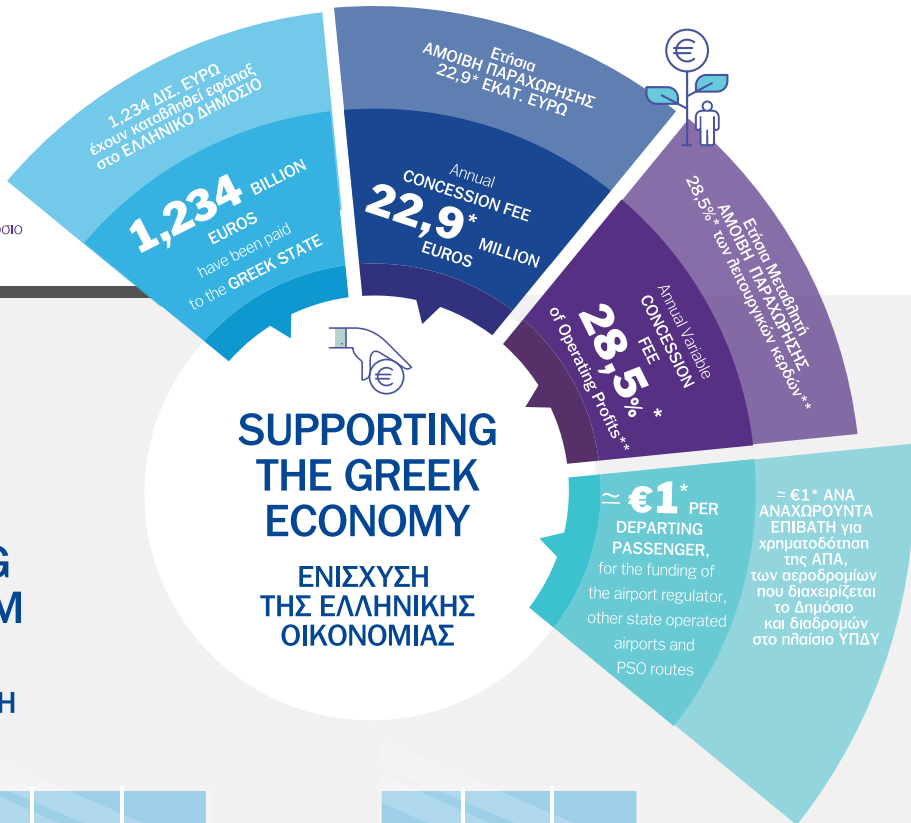 1,234 ΔΙΣ. ΕΥΡΩ
έχουν καταβληθεί εφάπαξ
στο ΕΛΛΗΝΙΚΟ ΔΗΜΟΣΙΟ
1,234 BILLION
EUROS
have been paid
to the GREEK STATE
Ετήσια
ΑΜΟΙΒΗ ΠΑΡΑΧΩΡΗΣΗΣ
22,9* ΕΚΑΤ. ΕΥΡΩ
Annual
CONCESSION FEE
22,9* MILLION
EUROS
Ετήσια Μεταβλητή
ΑΜΟΙΒΗ ΠΑΡΑΧΩΡΗΣΗΣ
28,5%* των λειτουργικών κερδών**
Annual Variable
CONCESSION
FEE
28,5%*
of Operating Profits**
≃ €1* PER
DEPARTING
PASSENGER,
for the funding of
the airport regulator,
other state operated
airports and
PSO routes
≃ €1* ΑΝΑ
ΑΝΑΧΩΡΟΥΝΤΑ
ΕΠΙΒΑΤΗ για
χρηματοδότηση
της ΑΠΑ,
των αεροδρομίων
που διαχειρίζεται
το Δημόσιο
και διαδρομών
στο πλαίσιο ΥΠΔΥ
€
€
SUPPORTING
THE GREEK
ECONOMY
ΕΝΙΣΧΥΣΗ
ΤΗΣ ΕΛΛΗΝΙΚΗΣ
ΟΙΚΟΝΟΜΙΑΣ